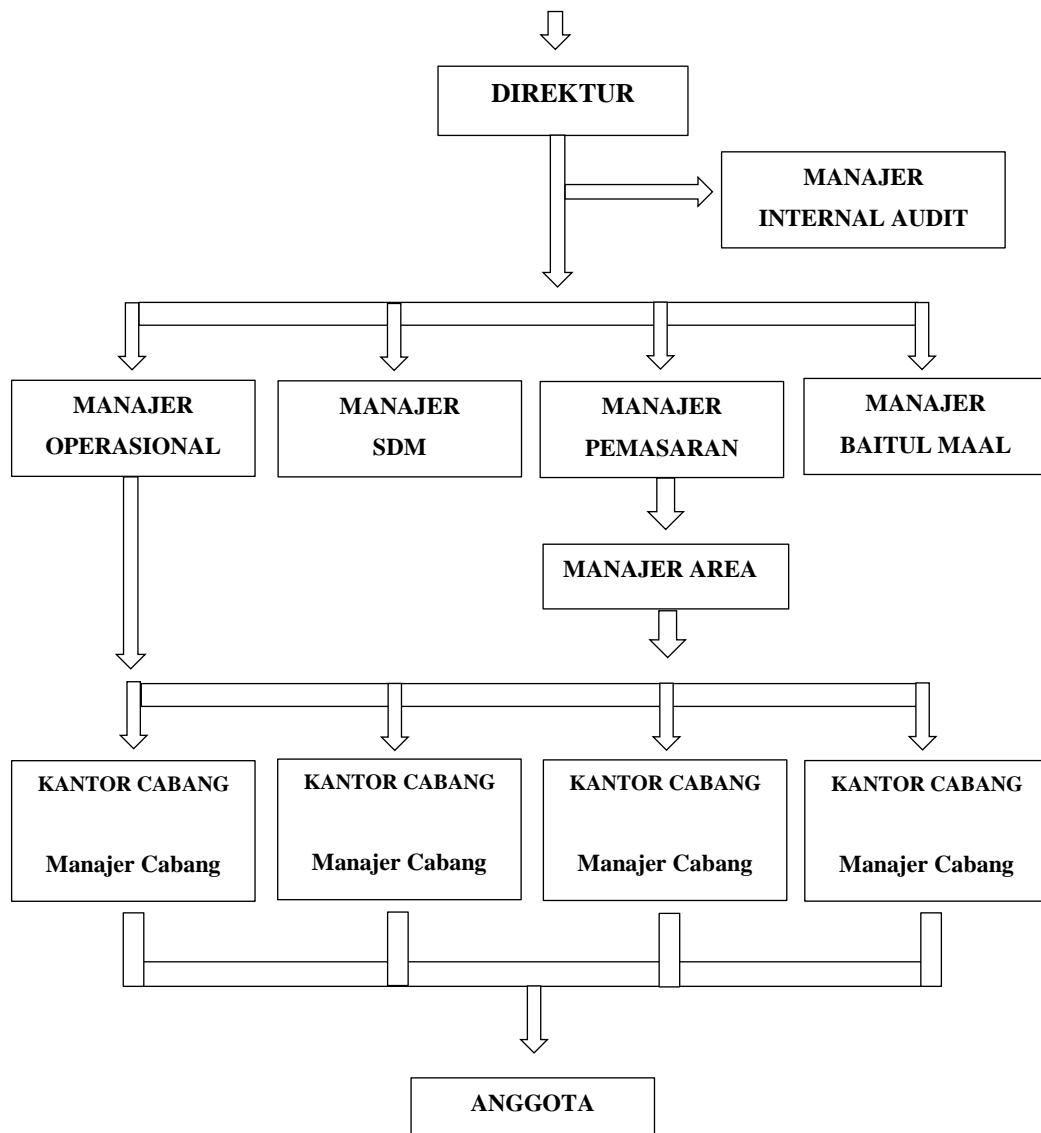 DIREKTUR
MANAJER
INTERNAL AUDIT
MANAJER
OPERASIONAL
MANAJER
SDM
MANAJER
PEMASARAN
MANAJER
BAITUL MAAL
MANAJER AREA
KANTOR CABANG
Manajer Cabang
KANTOR CABANG
Manajer Cabang
KANTOR CABANG
Manajer Cabang
KANTOR CABANG
Manajer Cabang
ANGGOTA